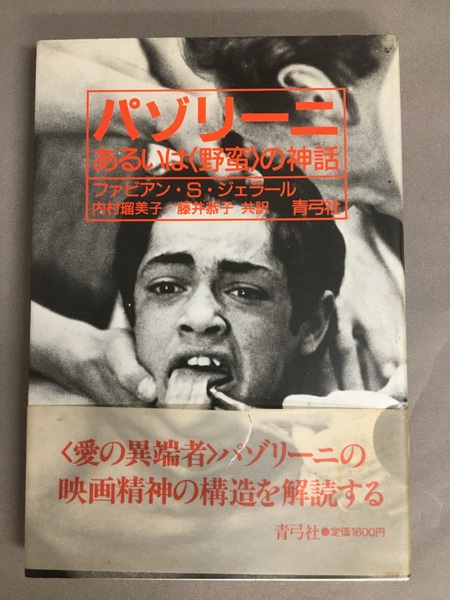 パゾリーニ
あるいは〈野蛮〉の神話
ファビアン・S・ジェラール
内村瑠美子/藤井恭子 共訳 青弓社
〈愛の異端者〉パゾリーニの
映画精神の構造を解読する
青弓社●定価1600円